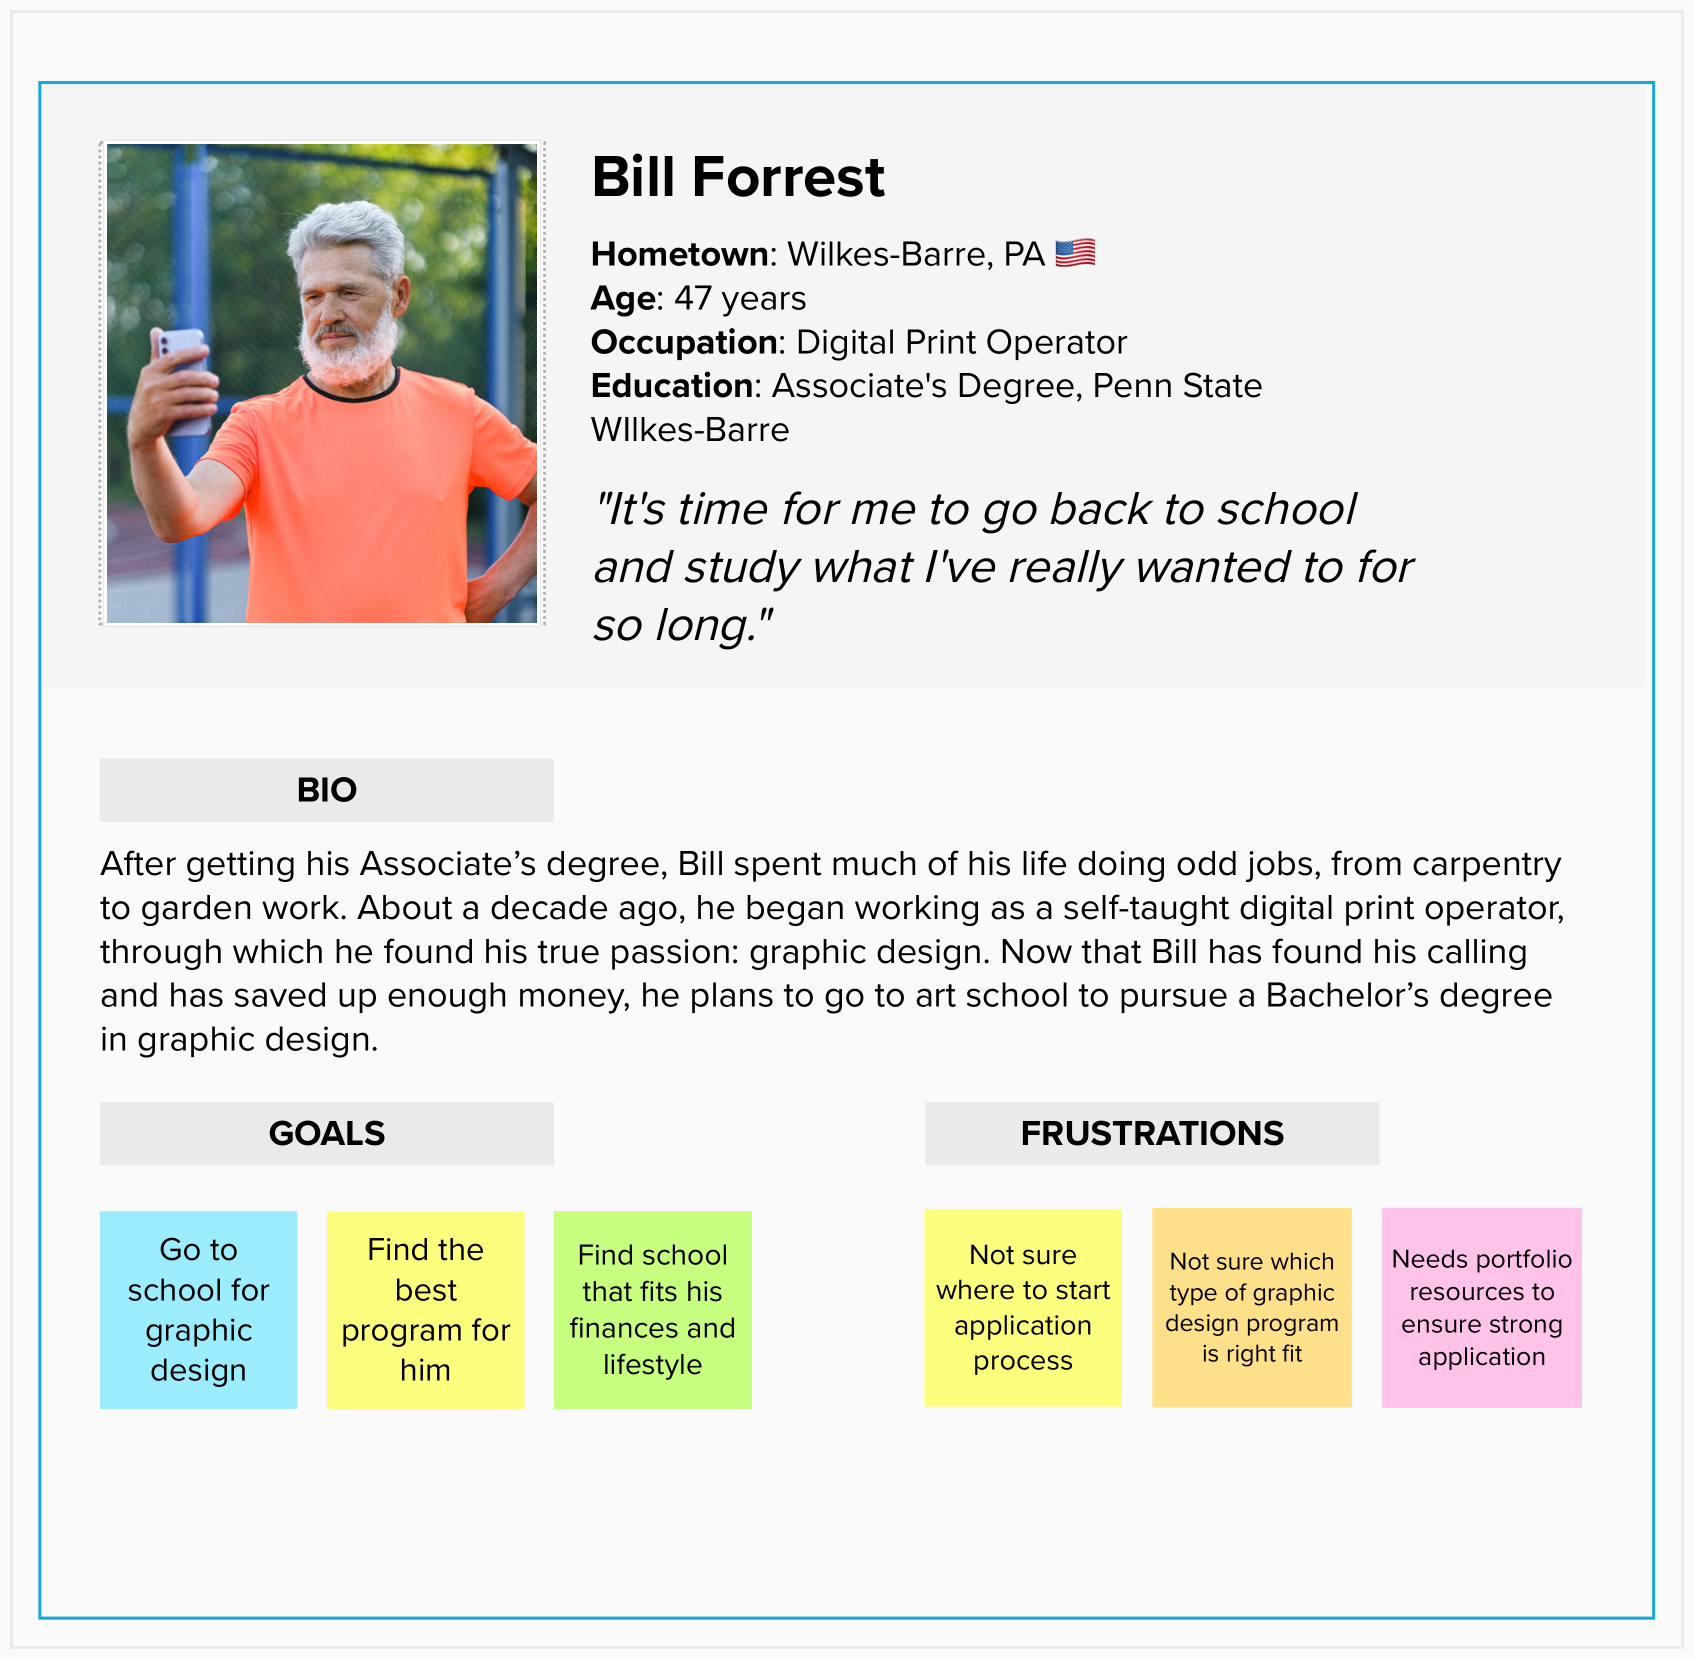 Bill Forrest
Hometown: Wilkes-Barre, PA 🇺🇸
Age: 47 years
Occupation: Digital Print Operator
Education: Associate's Degree, Penn State
WIlkes-Barre
"It's time for me to go back to school
and study what I've really wanted to for
so long."
BIO
After getting his Associate’s degree, Bill spent much of his life doing odd jobs, from carpentry
to garden work. About a decade ago, he began working as a self-taught digital print operator,
through which he found his true passion: graphic design. Now that Bill has found his calling
and has saved up enough money, he plans to go to art school to pursue a Bachelor’s degree
in graphic design.
GOALS
Go to
school for
graphic
design
Find the
best
program for
him
Find school
that fits his
finances and
lifestyle
FRUSTRATIONS
Not sure
where to start
application
process
Not sure which
type of graphic
design program
is right fit
Needs portfolio
resources to
ensure strong
application